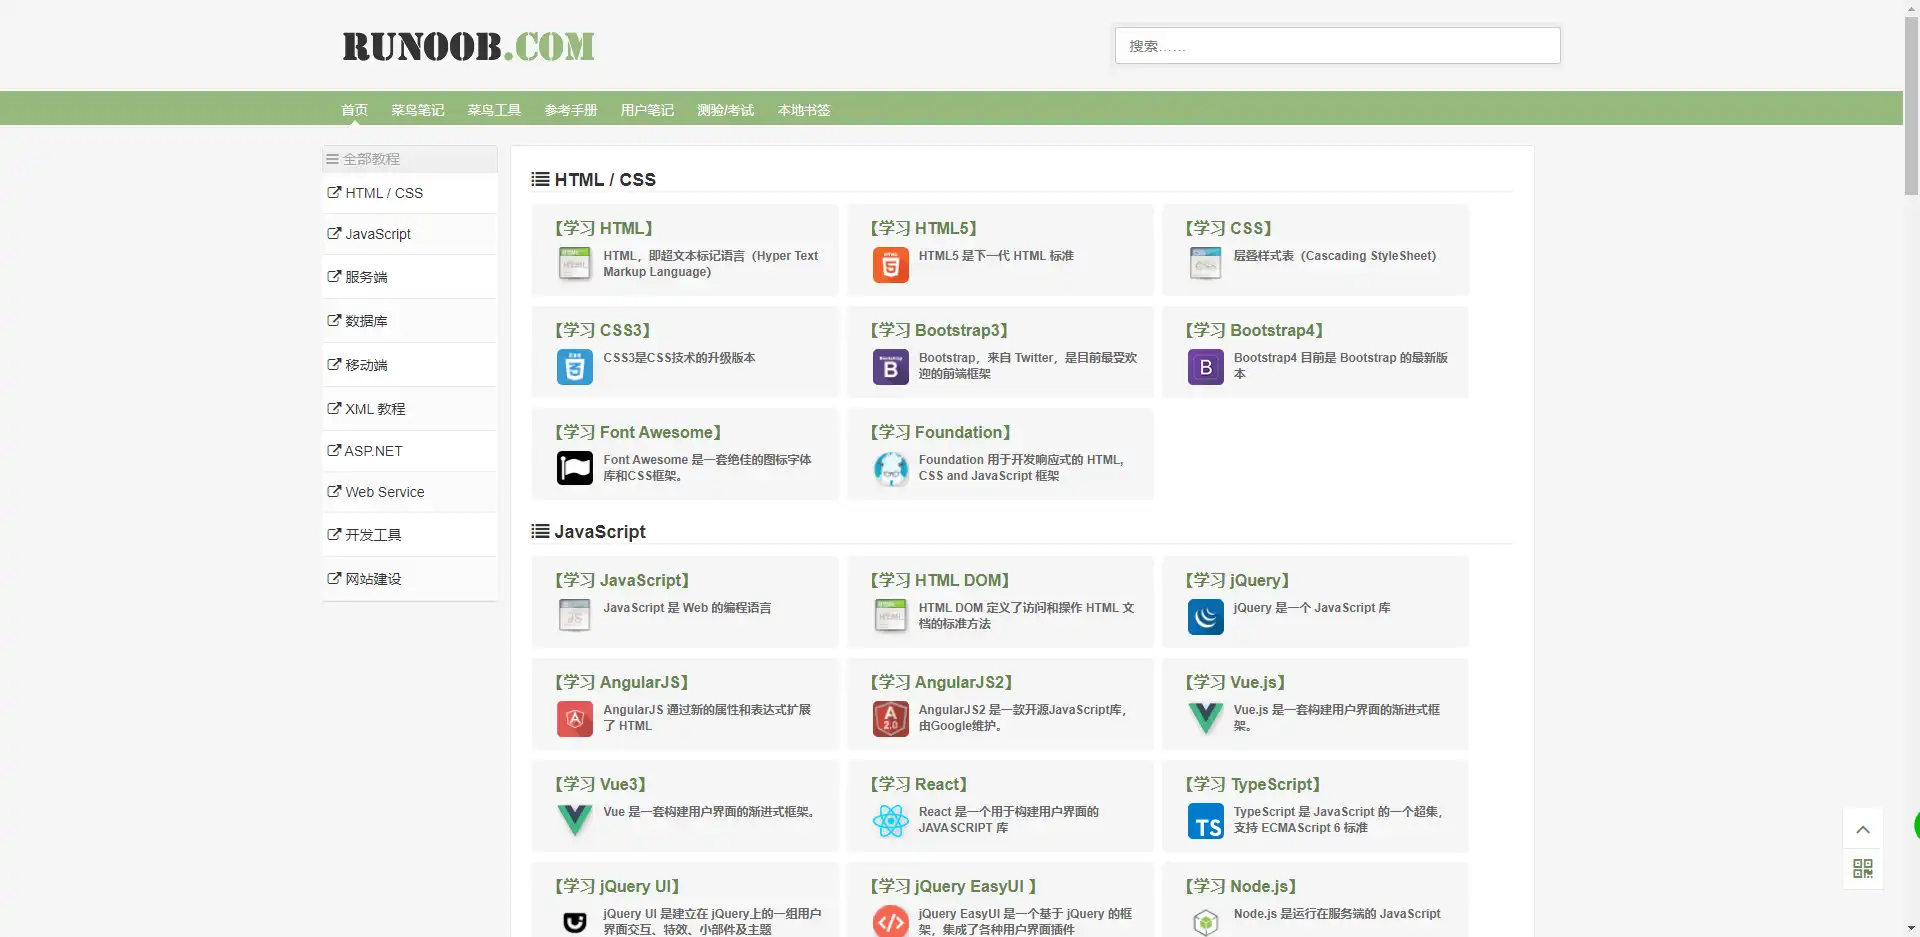 RUNOOB.COM
搜索……
首页 菜鸟笔记 菜鸟工具 参考手册 用户笔记 测验/考试 本地书签
全部教程
HTML / CSS
JavaScript
服务端
数据库
移动端
XML 教程
ASP.NET
Web Service
开发工具
网站建设
HTML / CSS
【学习 HTML】
HTML，即超文本标记语言（Hyper Text
Markup Language）
【学习 HTML5】
HTML5 是下一代 HTML 标准
【学习 CSS】
层叠样式表（Cascading StyleSheet)
【学习 CSS3】
CSS3是CSS技术的升级版本
【学习 Bootstrap3】
Bootstrap，来自 Twitter，是目前最受欢
迎的前端框架
【学习 Bootstrap4】
Bootstrap4 目前是 Bootstrap 的最新版
本
【学习 Font Awesome】
Font Awesome 是一套绝佳的图标字体
库和CSS框架。
【学习 Foundation】
Foundation 用于开发响应式的 HTML,
CSS and JavaScript 框架
JavaScript
【学习 JavaScript】
JS
JavaScript 是 Web 的编程语言
【学习 HTML DOM】
HTML DOM 定义了访问和操作 HTML 文
档的标准方法
【学习 jQuery】
jQuery 是一个 JavaScript 库
【学习 AngularJS】
AngularJS 通过新的属性和表达式扩展
了 HTML
【学习 AngularJS2】
A
2.0
AngularJS2 是一款开源JavaScript库，
由Google维护。
【学习 Vue.js】
Vue.js 是一套构建用户界面的渐进式框
架。
【学习 Vue3】
Vue 是一套构建用户界面的渐进式框架。
【学习 React】
React 是一个用于构建用户界面的
JAVASCRIPT 库
【学习 TypeScript】
TS
TypeScript 是 JavaScript 的一个超集，
支持 ECMAScript 6 标准
【学习 jQuery UI】
jQuery UI 是建立在 jQuery上的一组用户
界面交互、特效、小部件及主题
【学习 jQuery EasyUI 】
jQuery EasyUI 是一个基于 jQuery 的框
架，集成了各种用户界面插件
【学习 Node.js】
Node.js 是运行在服务端的 JavaScript